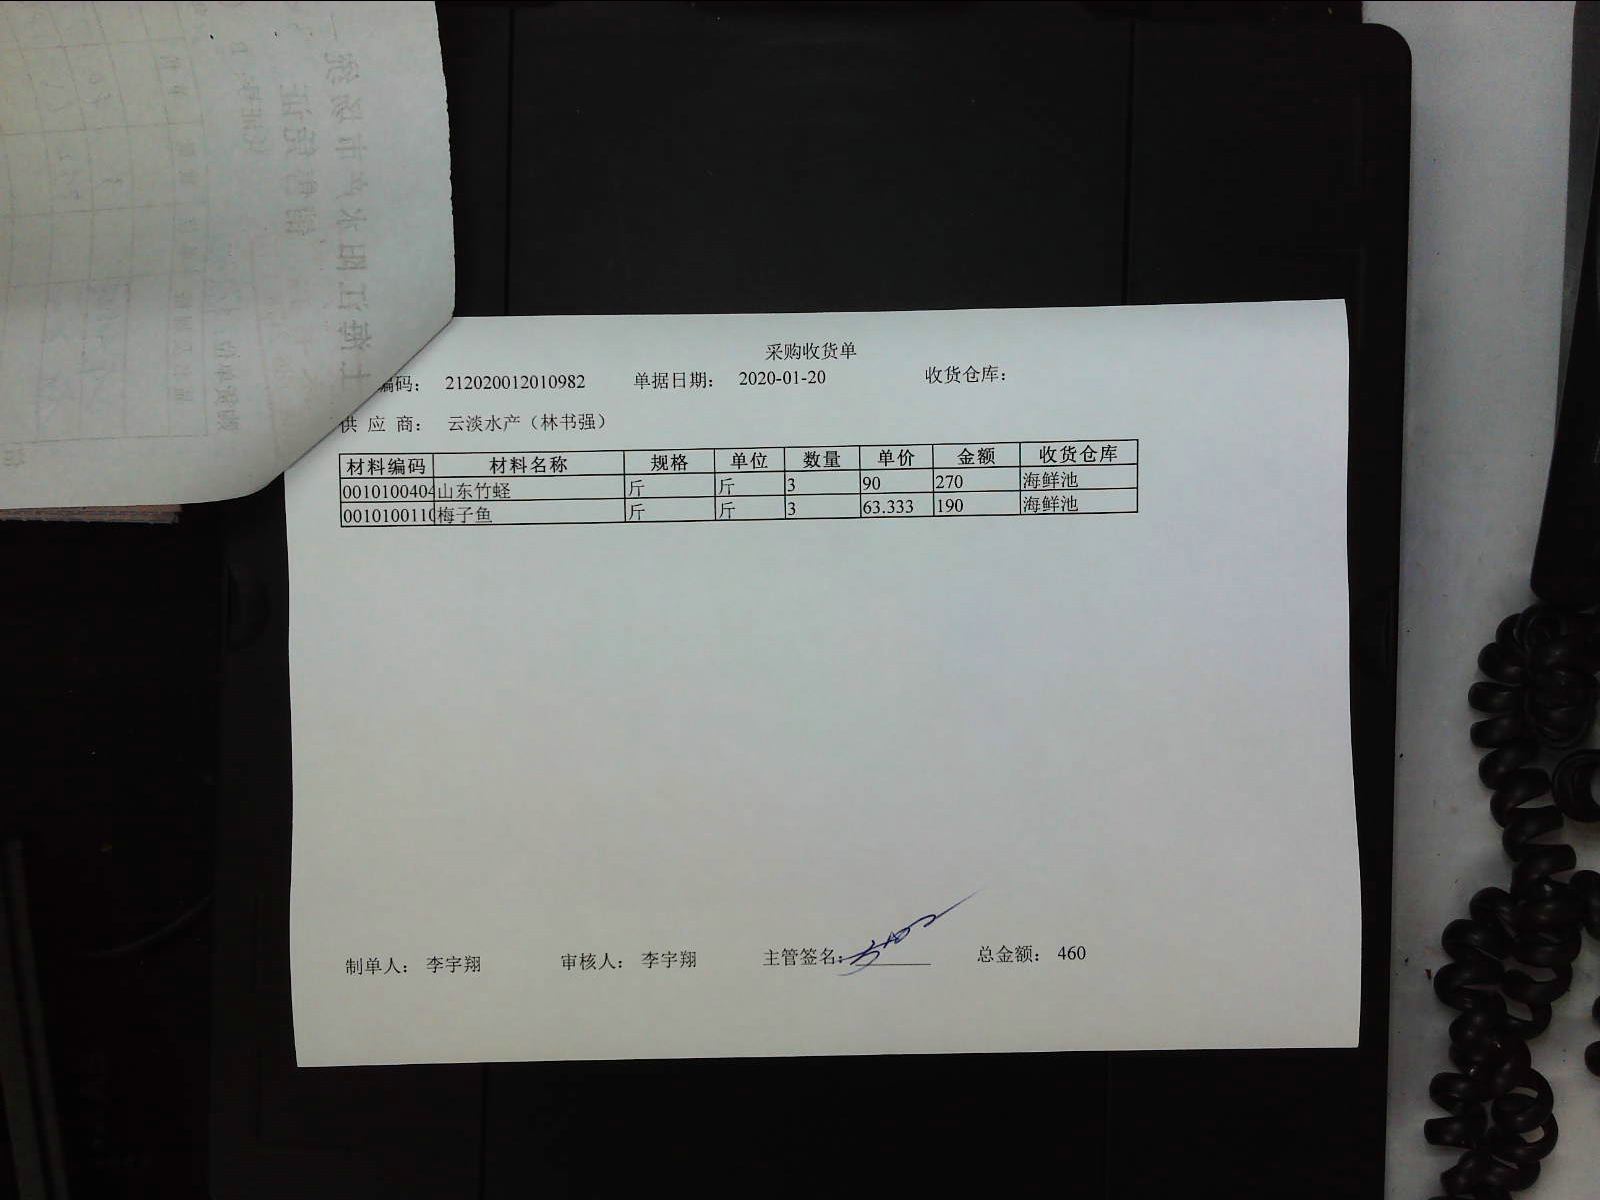 采购收货单
编码: 212020012010982 单据日期: 2020-01-20 收货仓库:
供 应 商: 云淡水产（林书强）
材料编码 材料名称 规格 单位 数量 单价 金额 收货仓库
0010100404 山东竹蛏 斤 斤 3 90 270 海鲜池
0010100110 梅子鱼 斤 斤 3 63.333 190 海鲜池
制单人: 李宇翔 审核人: 李宇翔 主管签名: 总金额: 460